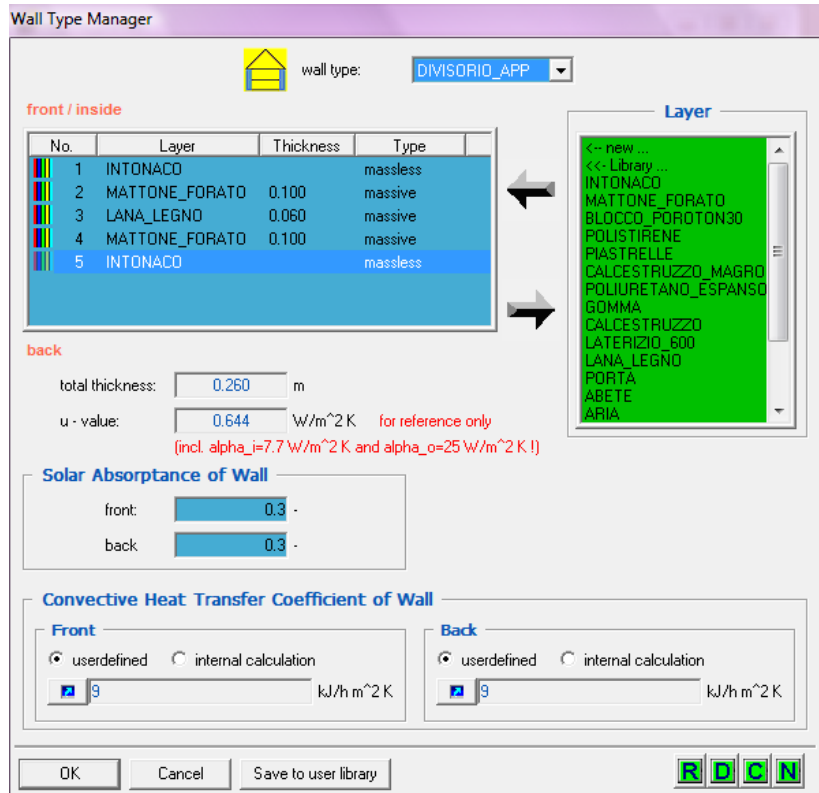 Wall Type Manager
wall type: DIVISORIO_APP
front / inside
No. Layer Thickness Type
1 INTONACO massless
2 MATTONE_FORATO 0.100 massive
3 LANA_LEGNO 0.060 massive
4 MATTONE_FORATO 0.100 massive
5 INTONACO massless
Layer
<-- new ...
<<- Library ...
INTONACO
MATTONE_FORATO
BLOCCO_POROTON30
POLISTIRENE
PIASTRELLE
CALCESTRUZZO_MAGRO
POLIURETANO_ESPANSO
GOMMA
CALCESTRUZZO
LATERIZIO_600
LANA_LEGNO
PORTA
ABETE
ARIA
back
total thickness: 0.260 m
u - value: 0.644 W/m^2 K for reference only
(incl. alpha_i=7.7 W/m^2 K and alpha_o=25 W/m^2 K !)
Solar Absorptance of Wall
front: 0.3 -
back 0.3 -
Convective Heat Transfer Coefficient of Wall
Front
userdefined internal calculation
9 kJ/h m^2 K
Back
userdefined internal calculation
9 kJ/h m^2 K
OK Cancel Save to user library R D C N